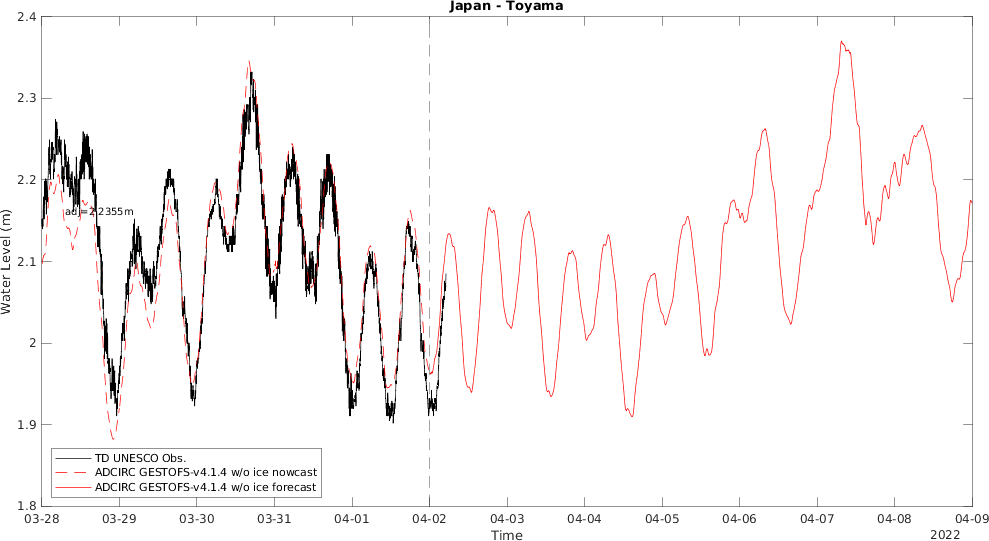 Japan - Toyama
2.4
2.3
2.2
2.1
2
1.9
1.8
Water Level (m)
adj=2.2355m
TD UNESCO Obs.
ADCIRC GESTOFS-v4.1.4 w/o ice nowcast
ADCIRC GESTOFS-v4.1.4 w/o ice forecast
03-28 03-29 03-30 03-31 04-01 04-02 04-03 04-04 04-05 04-06 04-07 04-08 04-09
Time
2022